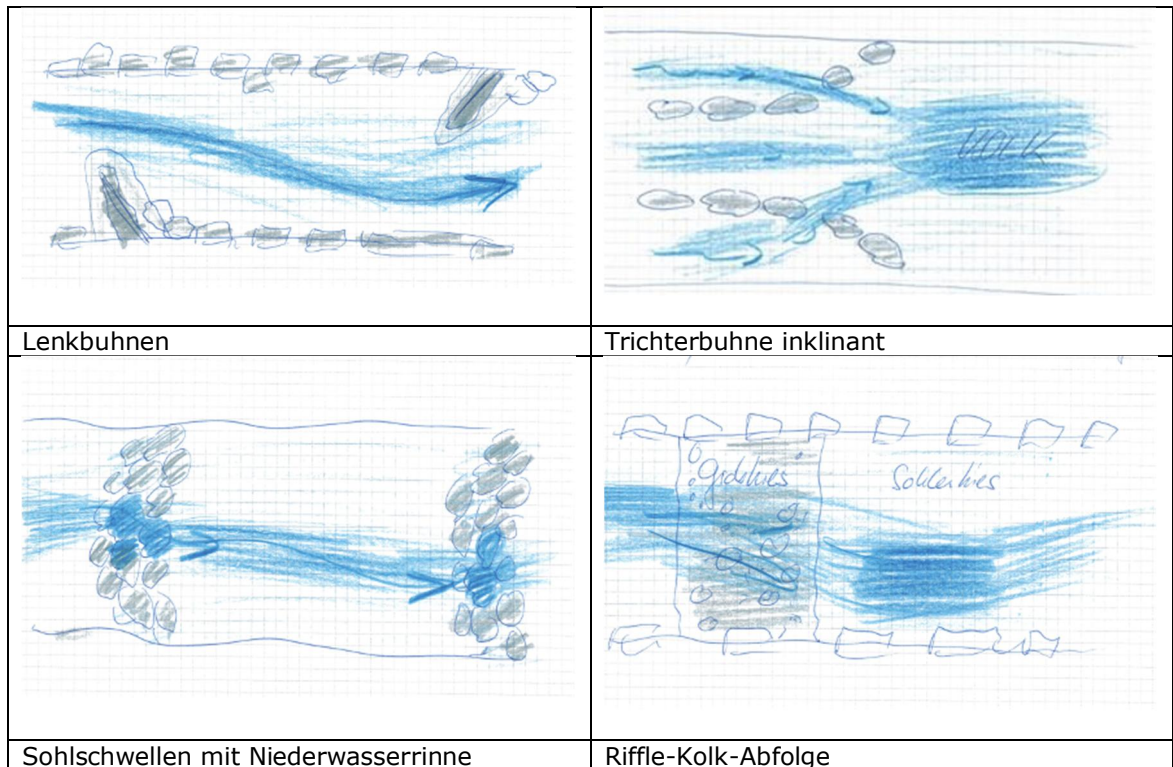 KOLK
Lenkbuhnen
Trichterbuhne inklinant
Grobkies
Sohlenkies
Sohlschwellen mit Niederwasserrinne
Riffle-Kolk-Abfolge